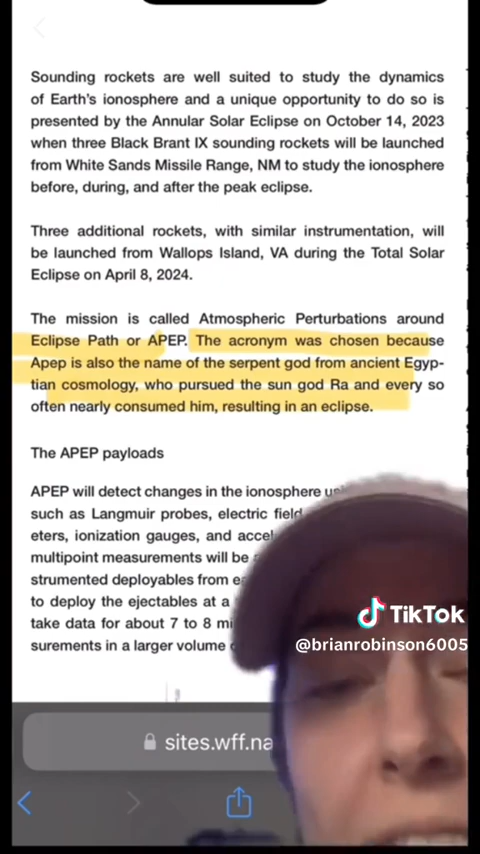 Sounding rockets are well suited to study the dynamics
of Earth's ionosphere and a unique opportunity to do so is
presented by the Annular Solar Eclipse on October 14, 2023
when three Black Brant IX sounding rockets will be launched
from White Sands Missile Range, NM to study the ionosphere
before, during, and after the peak eclipse.
Three additional rockets, with similar instrumentation, will
be launched from Wallops Island, VA during the Total Solar
Eclipse on April 8, 2024.
The mission is called Atmospheric Perturbations around
Eclipse Path or APEP. The acronym was chosen because
Apep is also the name of the serpent god from ancient Egyp-
tian cosmology, who pursued the sun god Ra and every so
often nearly consumed him, resulting in an eclipse.
The APEP payloads
APEP will detect changes in the ionosphere
such as Langmuir probes, electric field
eters, ionization gauges, and
multipoint measurements will be
strumented deployables from
to deploy the ejectables at a
take data for about 7 to 8
surements in a larger volume
TikTok
@brianrobinson6005
sites.wff.na